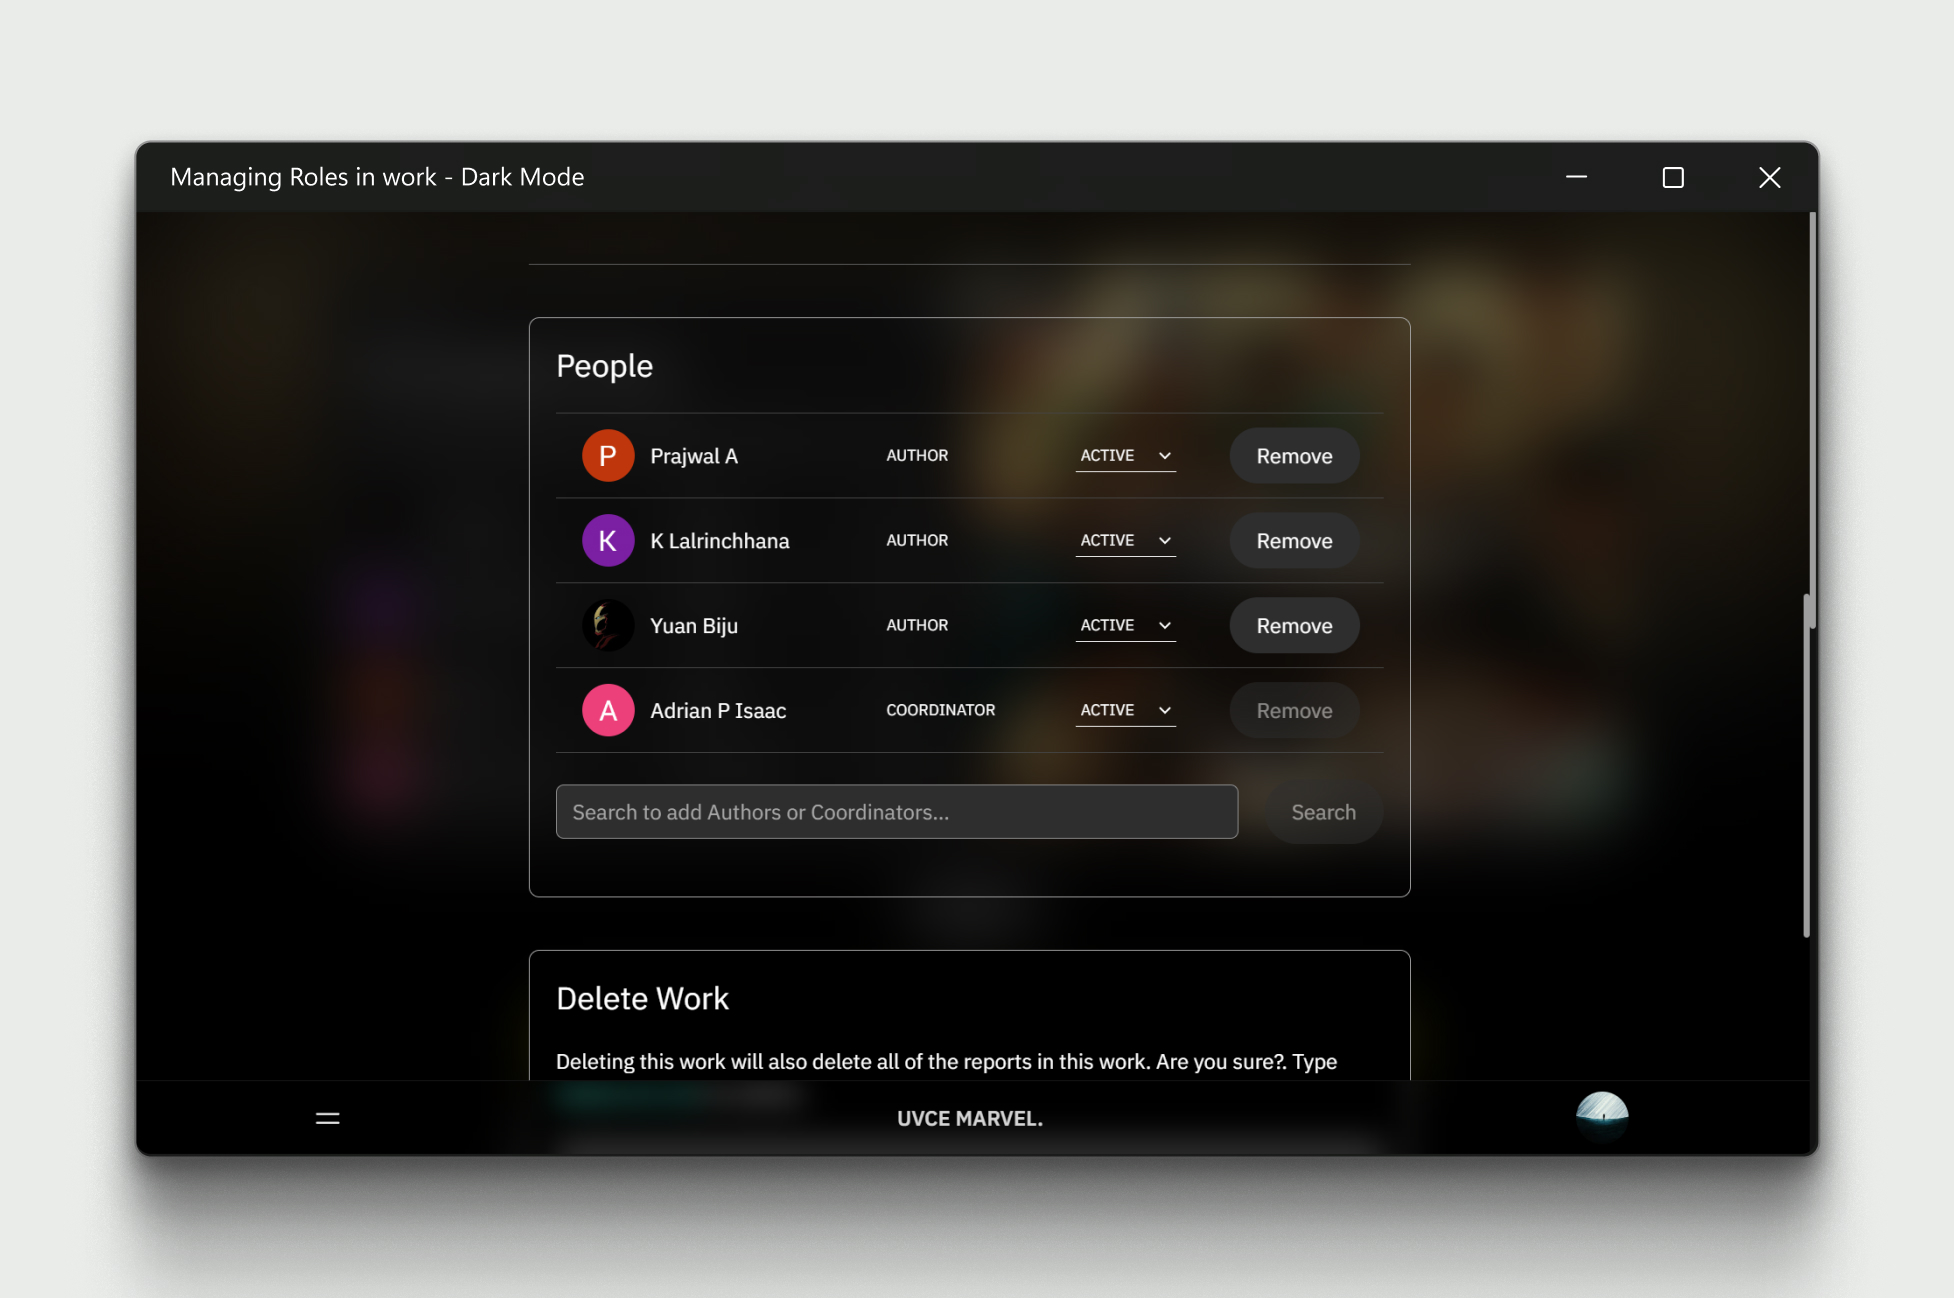 Managing Roles in work - Dark Mode
People
P Prajwal A AUTHOR ACTIVE Remove
K K Lalrinchhana AUTHOR ACTIVE Remove
Yuan Biju AUTHOR ACTIVE Remove
A Adrian P Isaac COORDINATOR ACTIVE Remove
Search to add Authors or Coordinators... Search
Delete Work
Deleting this work will also delete all of the reports in this work. Are you sure?. Type
UVCE MARVEL.